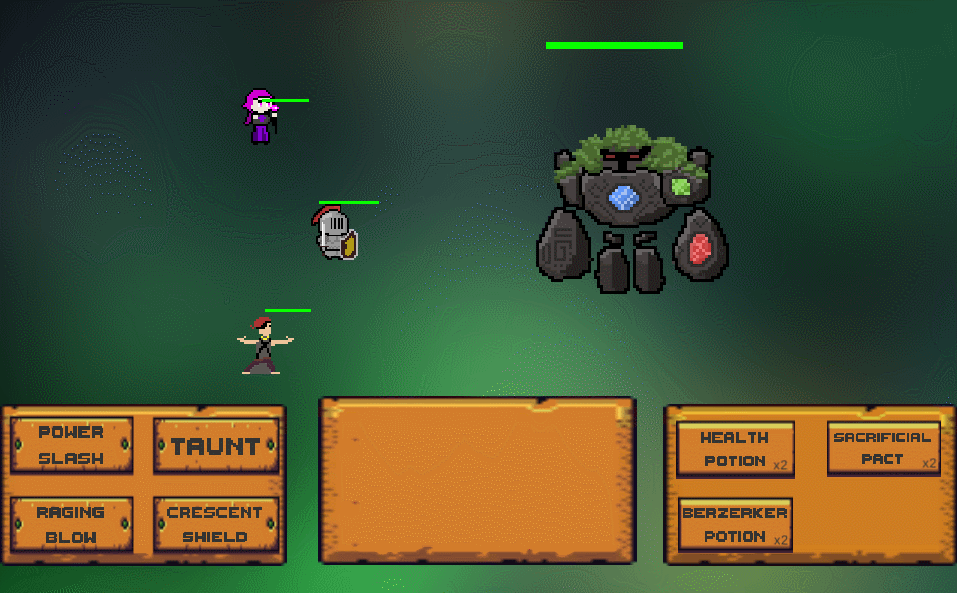 POWER
SLASH
TAUNT
RAGING
BLOW
CRESCENT
SHIELD
HEALTH
POTION x2
SACRIFICIAL
PACT x2
BERZERKER
POTION x2